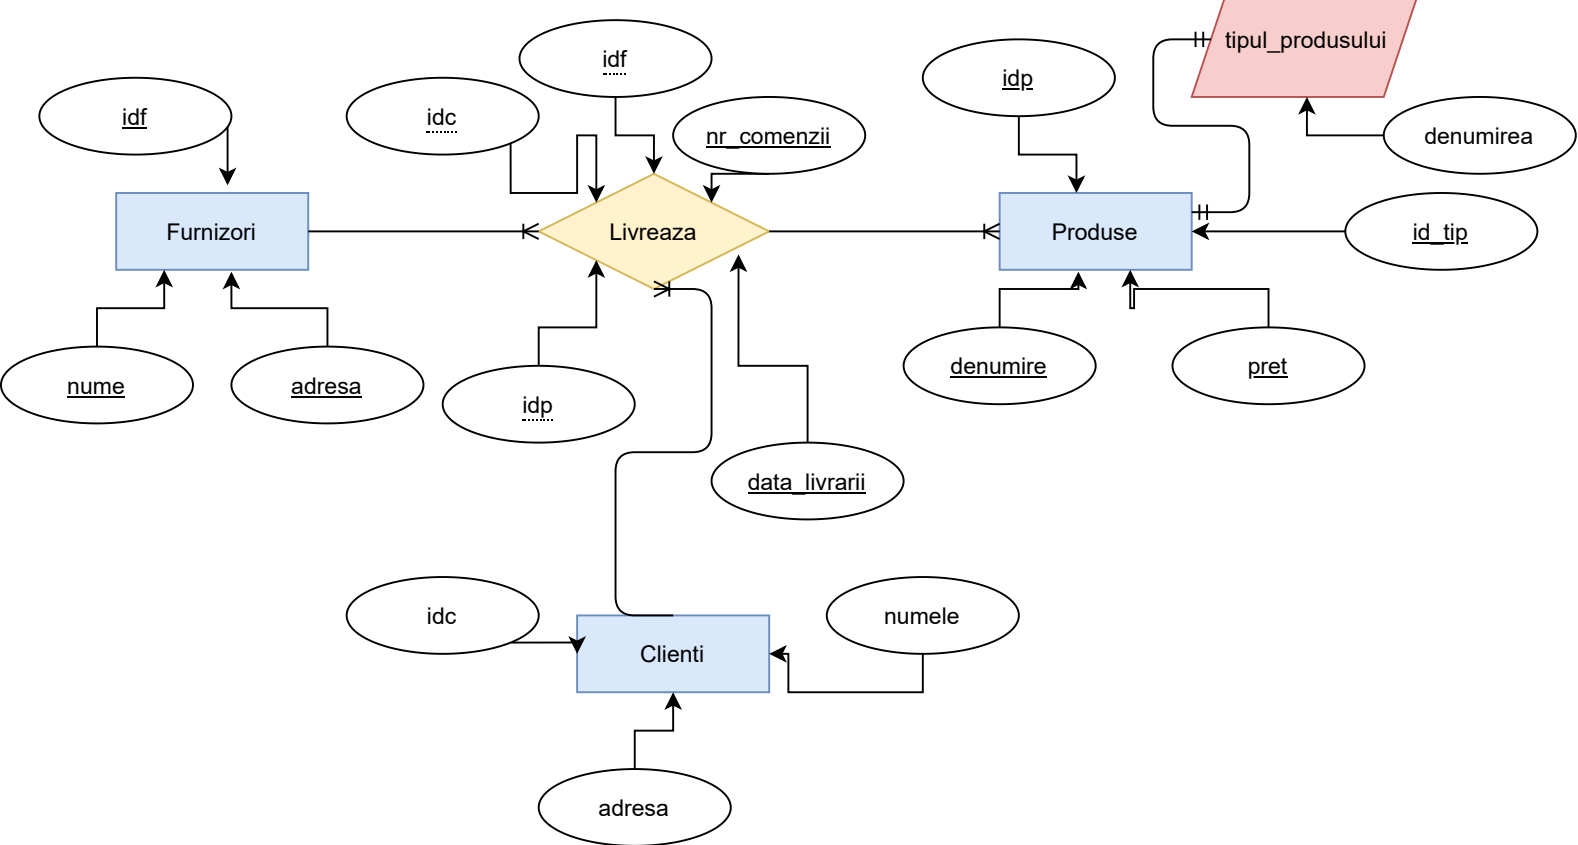 tipul_produsului
idf
idp
idf
idc
nr_comenzii
denumirea
Furnizori
Livreaza
Produse
id_tip
nume
adresa
idp
denumire
pret
data_livrarii
idc
numele
Clienti
adresa